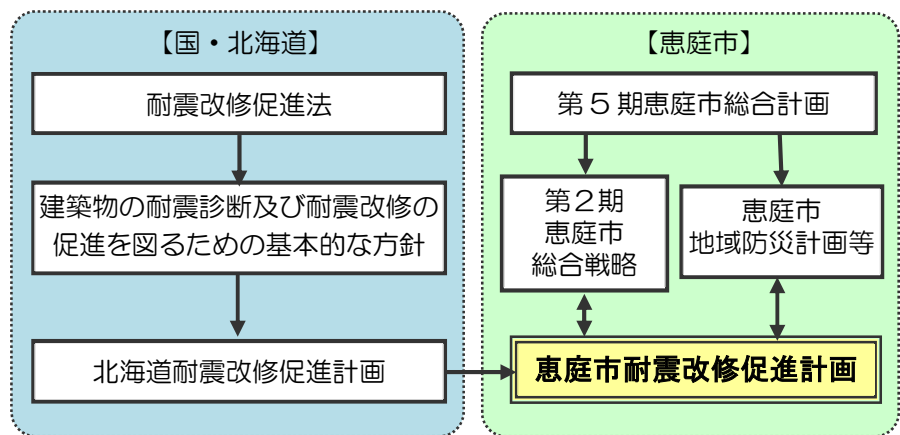 【国・北海道】
耐震改修促進法
建築物の耐震診断及び耐震改修の
促進を図るための基本的な方針
北海道耐震改修促進計画
【恵庭市】
第5期恵庭市総合計画
第2期
恵庭市
総合戦略
恵庭市
地域防災計画等
恵庭市耐震改修促進計画